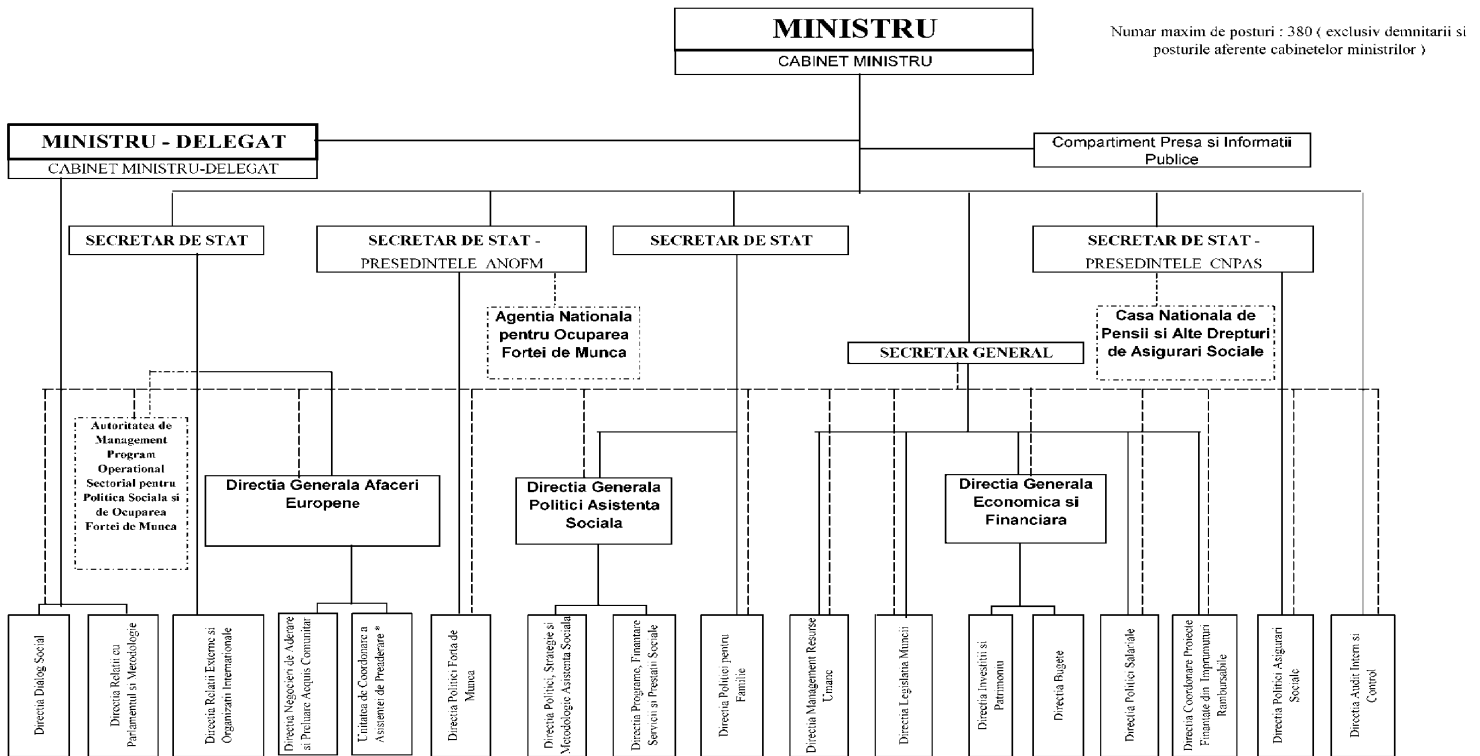 MINISTRU
CABINET MINISTRU
Numar maxim de posturi : 380 ( exclusiv demnitarii si
posturile aferente cabinetelor ministrilor )
MINISTRU - DELEGAT
CABINET MINISTRU-DELEGAT
Compartiment Presa si Informatii
Publice
SECRETAR DE STAT
SECRETAR DE STAT -
PRESEDINTELE ANOFM
SECRETAR DE STAT
SECRETAR DE STAT -
PRESEDINTELE CNPAS
Agentia Nationala
pentru Ocuparea
Fortei de Munca
Casa Nationala de
Pensii si Alte Drepturi
de Asigurari Sociale
SECRETAR GENERAL
Autoritatea de
Management
Program
Operational
Sectorial pentru
Politica Sociala si
de Ocuparea
Fortei de Munca
Directia Generala Afaceri
Europene
Directia Generala
Politici Asistenta
Sociala
Directia Generala
Economica si
Financiara
Directia Dialog Social
Directia Relatii cu
Parlamentul si Metodologie
Directia Relatii Externe si
Organizatii Internationale
Directia Negocieri de Aderare
si Preluare Acquis Comunitar
Unitatea de Coordonare a
Asistentei de Preaderare *
Directia Politici Forta de
Munca
Directia Politici, Strategie si
Metodologie Asistenta Sociala
Directia Programe, Finantare
Servicii si Prestatii Sociale
Directia Politici pentru
Familie
Directia Management Resurse
Umane
Directia Legislatia Muncii
Directia Investitii si
Patrimoniu
Directia Bugete
Directia Politici Salariale
Directia Coordonare Proiecte
Finantate din Imprumuturi
Rambursabile
Directia Politici Asigurari
Sociale
Directia Audit Intern si
Control